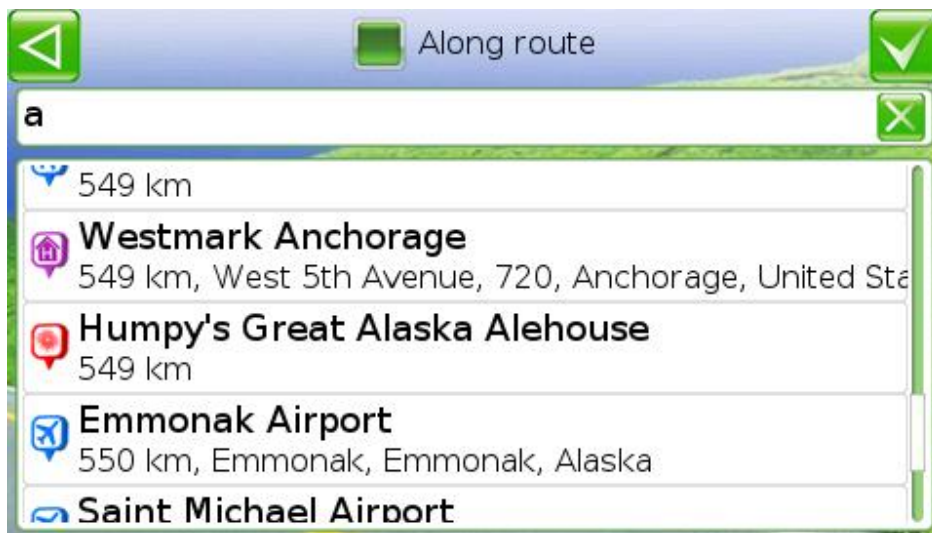 Along route
a
549 km
Westmark Anchorage
549 km, West 5th Avenue, 720, Anchorage, United Sta
Humpy's Great Alaska Alehouse
549 km
Emmonak Airport
550 km, Emmonak, Emmonak, Alaska
Saint Michael Airport